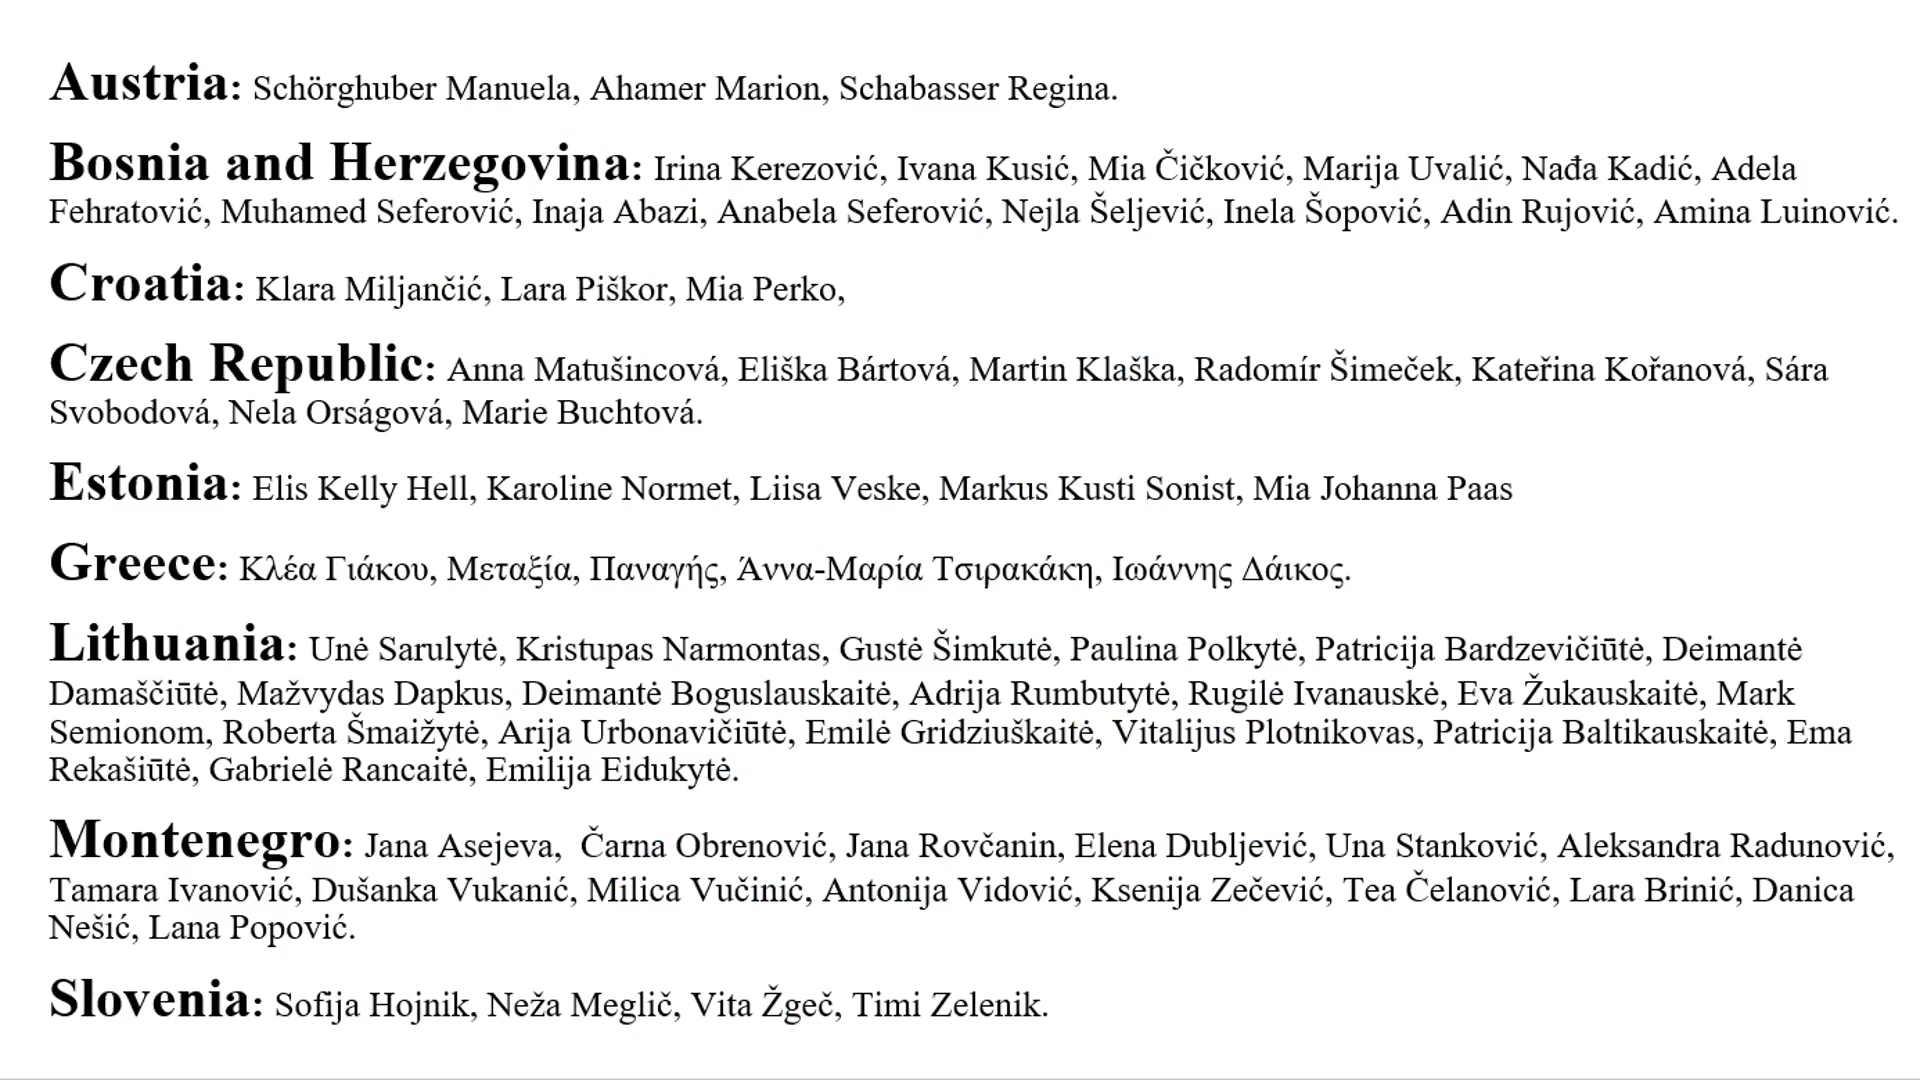 Austria: Schörghuber Manuela, Ahamer Marion, Schabasser Regina.
Bosnia and Herzegovina: Irina Kerezović, Ivana Kusić, Mia Čičković, Marija Uvalić, Nađa Kadić, Adela
Fehratović, Muhamed Seferović, Inaja Abazi, Anabela Seferović, Nejla Šeljević, Inela Šopović, Adin Rujović, Amina Luinović.
Croatia: Klara Miljančić, Lara Piškor, Mia Perko,
Czech Republic: Anna Matušincová, Eliška Bártová, Martin Klaška, Radomír Šimeček, Kateřina Kořanová, Sára
Svobodová, Nela Orságová, Marie Buchtová.
Estonia: Elis Kelly Hell, Karoline Normet, Liisa Veske, Markus Kusti Sonist, Mia Johanna Paas
Greece: Κλέα Γιάκου, Μεταξία, Παναγής, Άννα-Μαρία Τσιρακάκη, Ιωάννης Δάικος.
Lithuania: Unė Sarulytė, Kristupas Narmontas, Gustė Šimkutė, Paulina Polkytė, Patricija Bardzevičiūtė, Deimantė
Damaščiūtė, Mažvydas Dapkus, Deimantė Boguslauskaitė, Adrija Rumbutytė, Rugilė Ivanauskė, Eva Žukauskaitė, Mark
Semionom, Roberta Šmaižytė, Arija Urbonavičiūtė, Emilė Gridziuškaitė, Vitalijus Plotnikovas, Patricija Baltikauskaitė, Ema
Rekašiūtė, Gabrielė Rancaitė, Emilija Eidukytė.
Montenegro: Jana Asejeva,  Čarna Obrenović, Jana Rovčanin, Elena Dubljević, Una Stanković, Aleksandra Radunović,
Tamara Ivanović, Dušanka Vukanić, Milica Vučinić, Antonija Vidović, Ksenija Zečević, Tea Čelanović, Lara Brinić, Danica
Nešić, Lana Popović.
Slovenia: Sofija Hojnik, Neža Meglič, Vita Žgeč, Timi Zelenik.